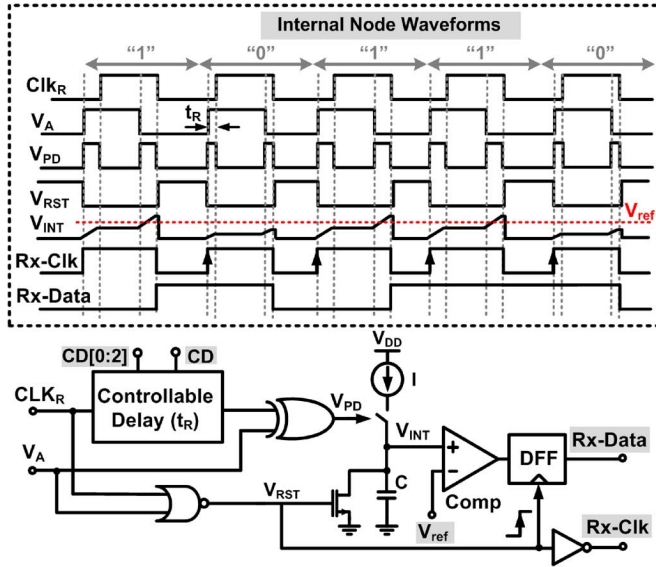 Internal Node Waveforms
“1” “0” “1” “1” “0”
ClkR
VA
tR
VPD
VRST
Vref
VINT
Rx-Clk
Rx-Data
VDD
CD[0:2] CD
I
CLKR
Controllable
Delay (tR)
VPD
VINT
VA
+
Rx-Data
DFF
−
C
VRST
Comp
Vref
Rx-Clk